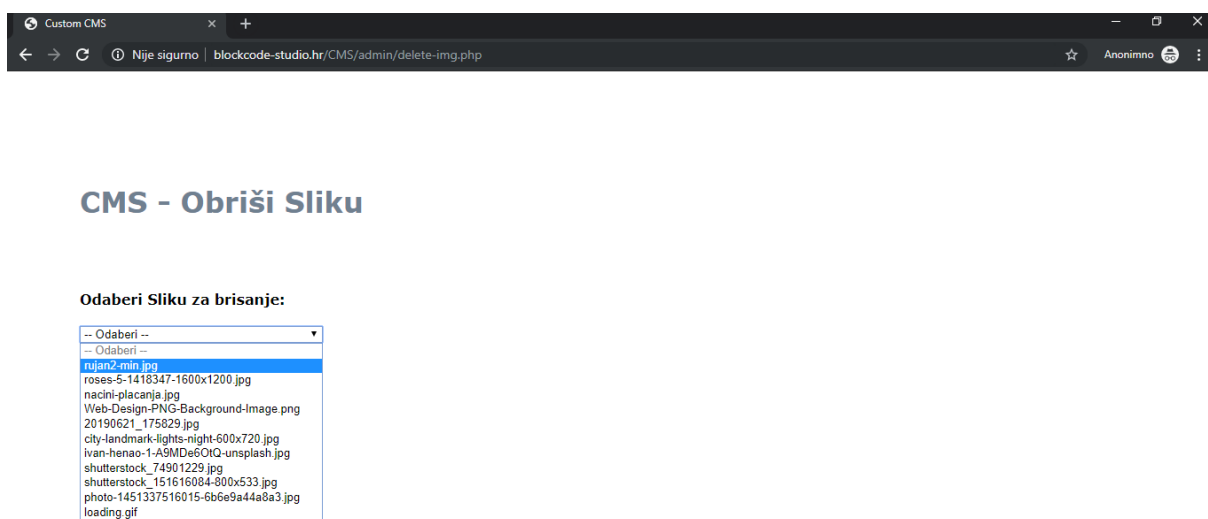 Custom CMS
Nije sigurno | blockcode-studio.hr/CMS/admin/delete-img.php Anonimno
CMS - Obriši Sliku
Odaberi Sliku za brisanje:
-- Odaberi --
-- Odaberi --
rujan2-min.jpg
roses-5-1418347-1600x1200.jpg
nacini-placanja.jpg
Web-Design-PNG-Background-Image.png
20190621_175829.jpg
city-landmark-lights-night-600x720.jpg
ivan-henao-1-A9MDe6OtQ-unsplash.jpg
shutterstock_74901229.jpg
shutterstock_151616084-800x533.jpg
photo-1451337516015-6b6e9a44a8a3.jpg
loading.gif